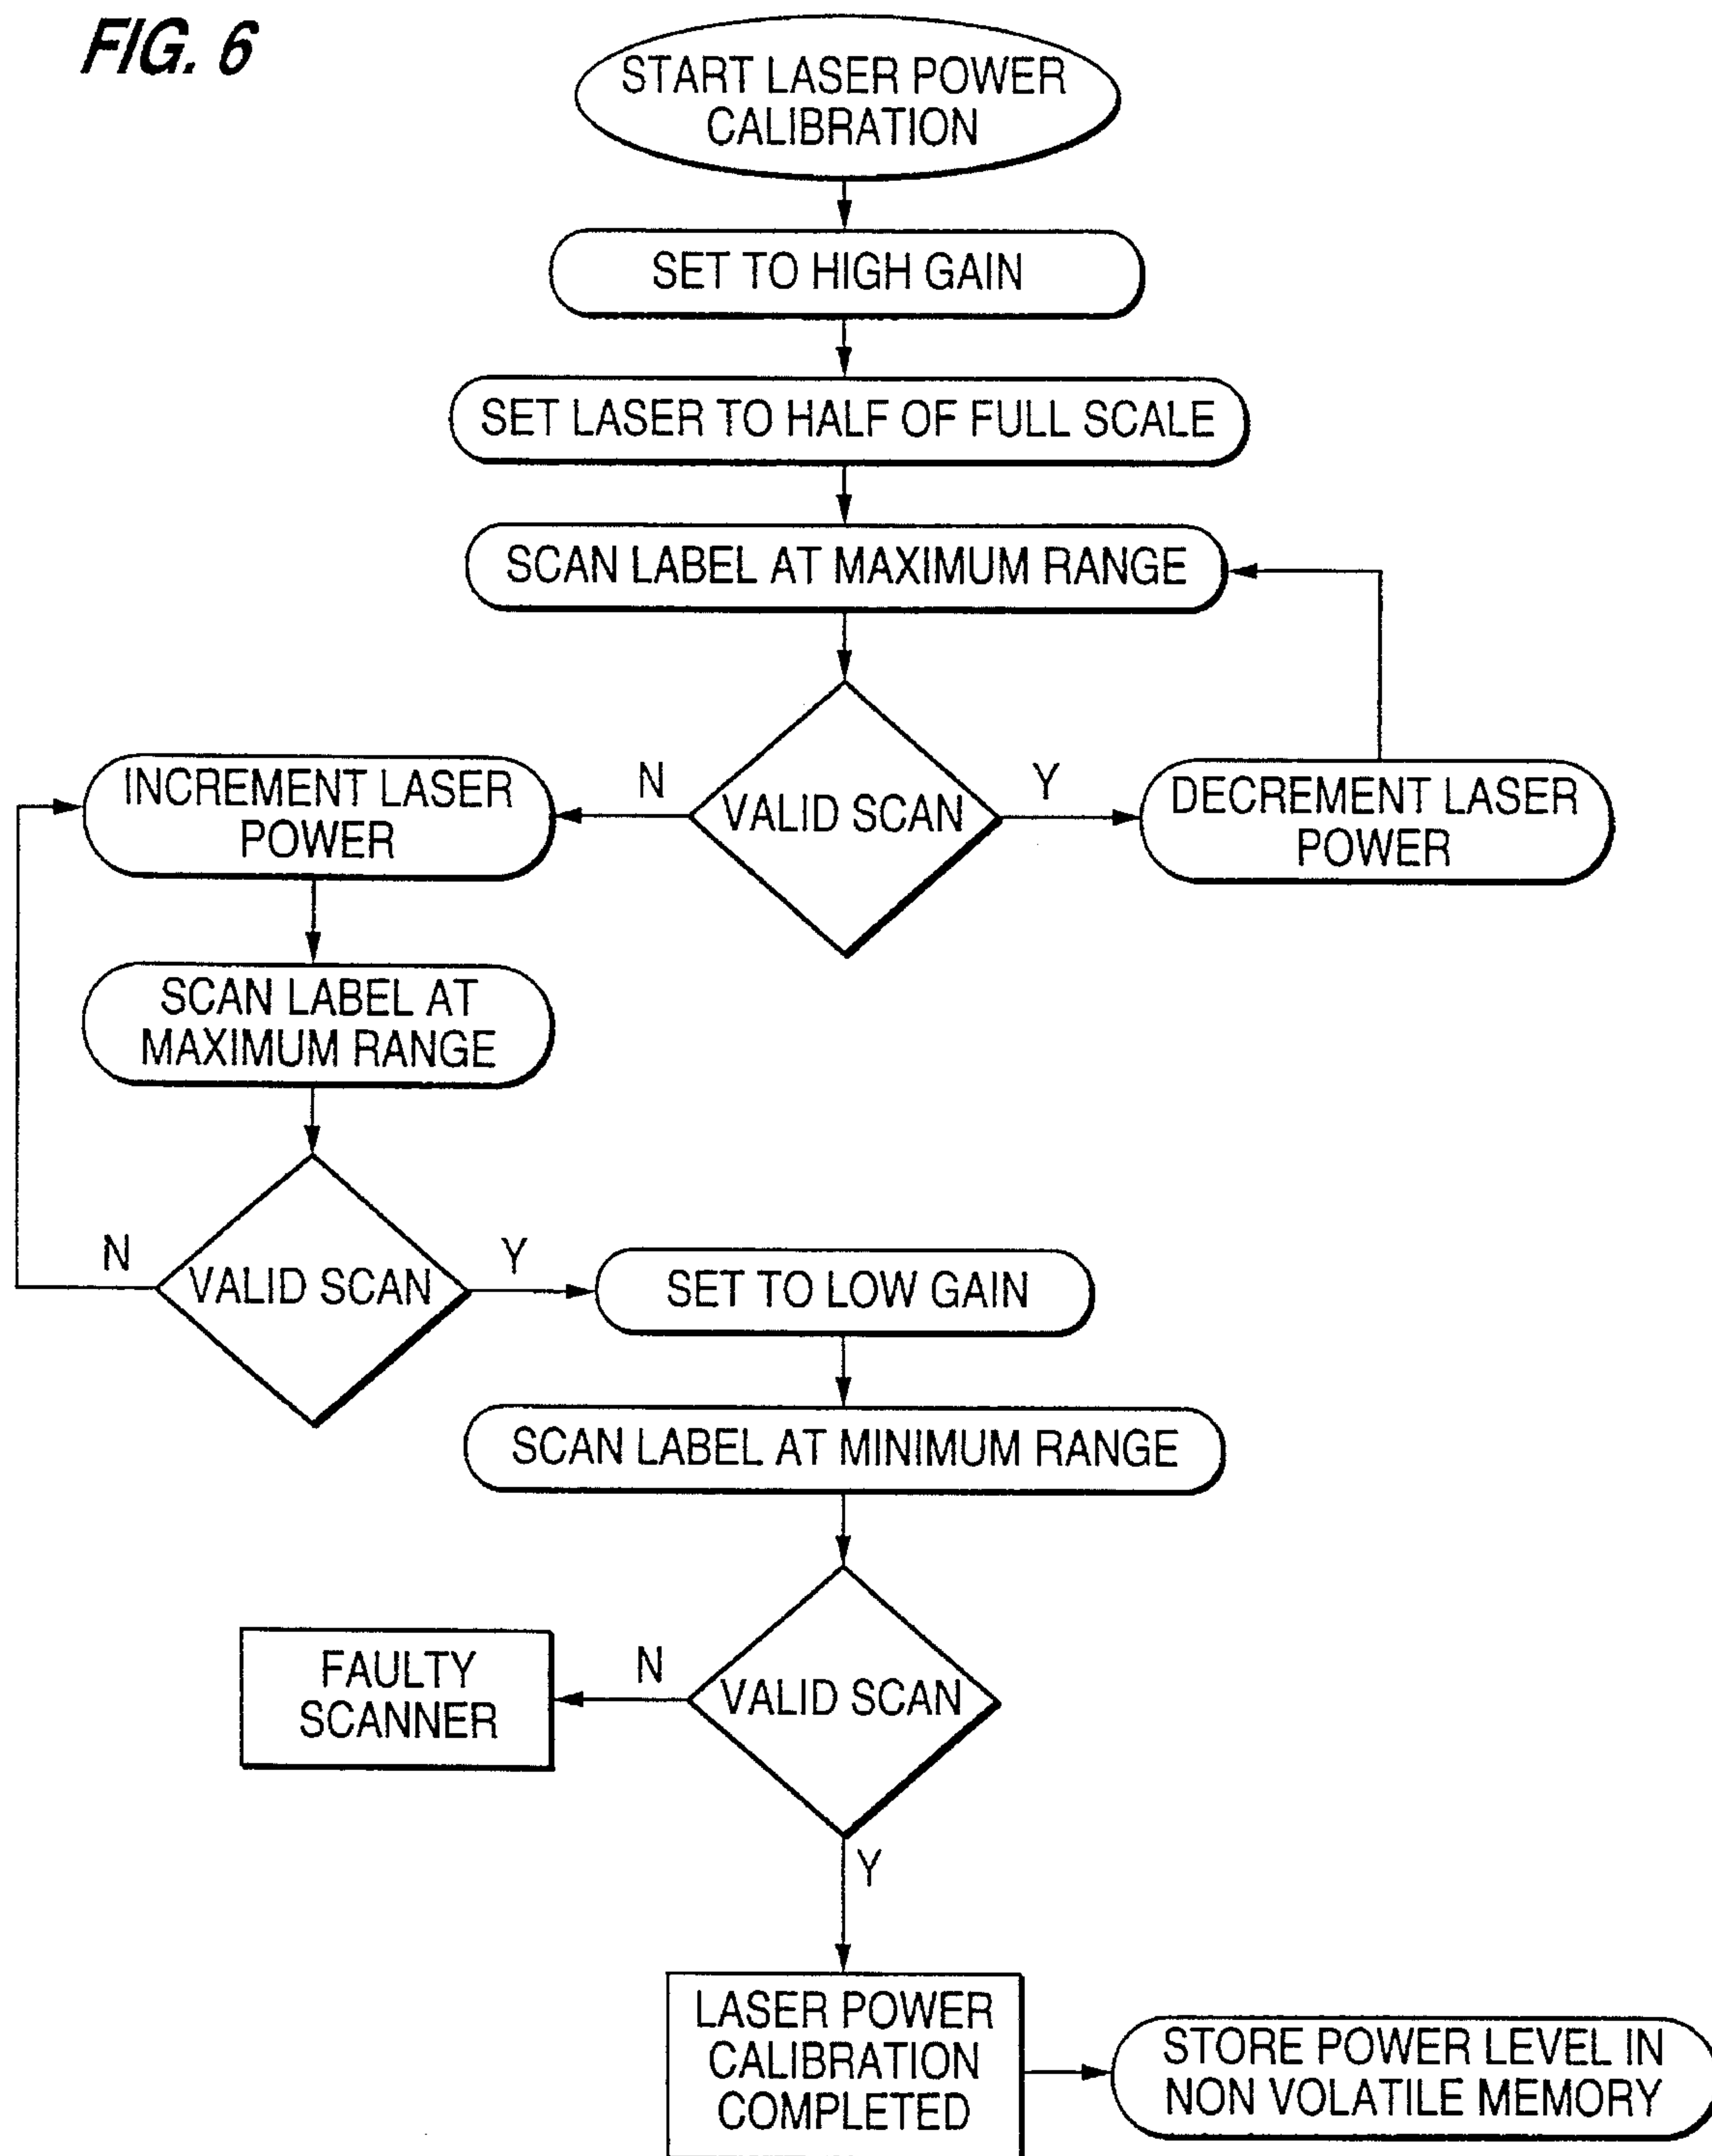 FIG. 6
START LASER POWER
CALIBRATION
SET TO HIGH GAIN
SET LASER TO HALF OF FULL SCALE
SCAN LABEL AT MAXIMUM RANGE
INCREMENT LASER
POWER
N
VALID SCAN
Y
DECREMENT LASER
POWER
SCAN LABEL AT
MAXIMUM RANGE
N
VALID SCAN
Y
SET TO LOW GAIN
SCAN LABEL AT MINIMUM RANGE
FAULTY
SCANNER
N
VALID SCAN
Y
LASER POWER
CALIBRATION
COMPLETED
STORE POWER LEVEL IN
NON VOLATILE MEMORY